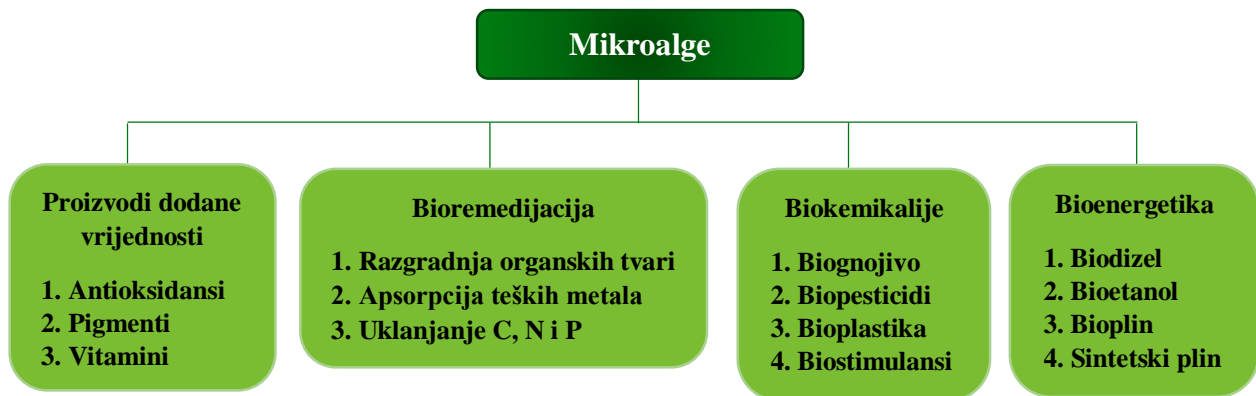 Mikroalge
Proizvodi dodane
vrijednosti
1. Antioksidansi
2. Pigmenti
3. Vitamini
Bioremedijacija
1. Razgradnja organskih tvari
2. Apsorpcija teških metala
3. Uklanjanje C, N i P
Biokemikalije
1. Biognojivo
2. Biopesticidi
3. Bioplastika
4. Biostimulansi
Bioenergetika
1. Biodizel
2. Bioetanol
3. Bioplin
4. Sintetski plin